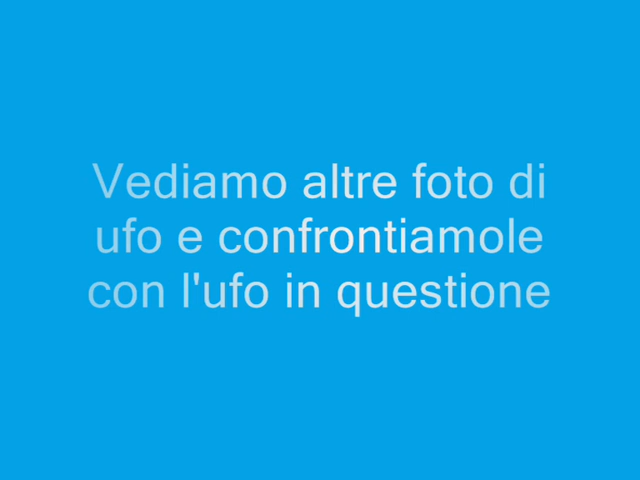 Vediamo altre foto di
ufo e confrontiamole
con l'ufo in questione